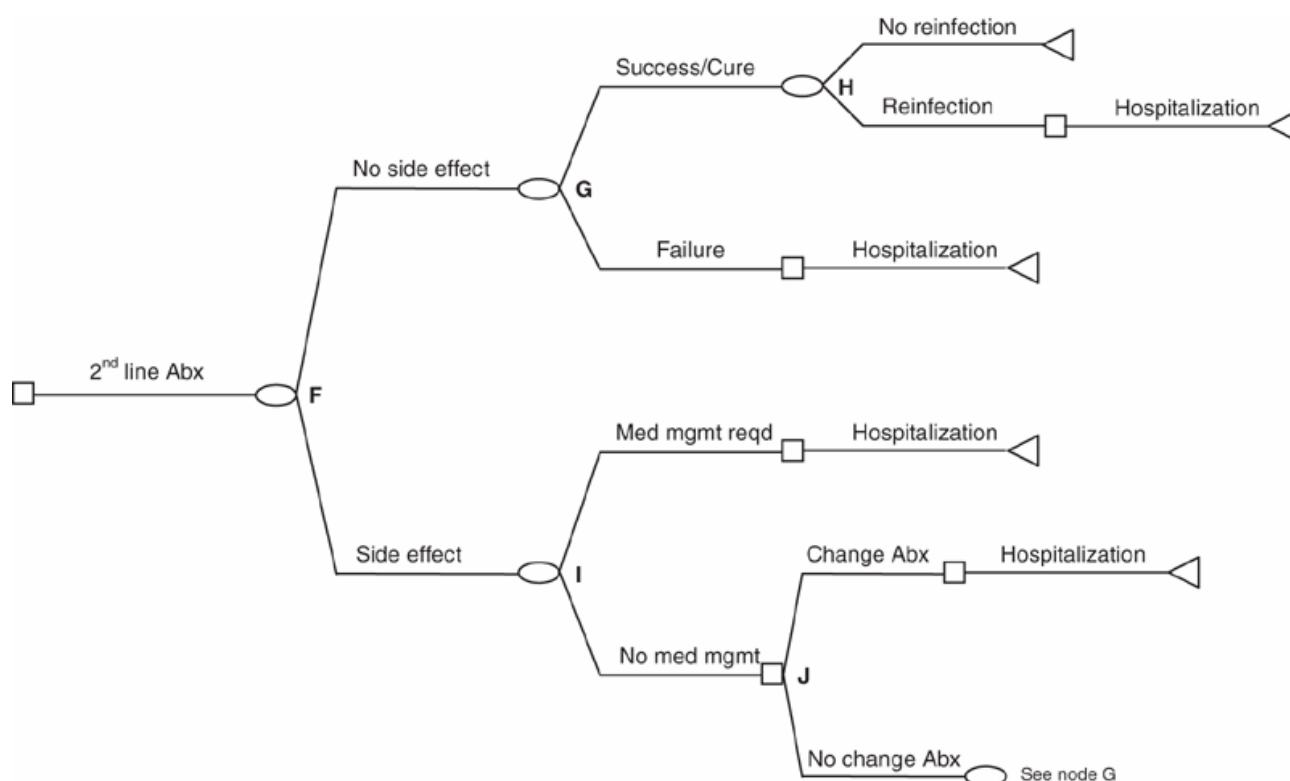 No reinfection
Success/Cure
H
Reinfection
Hospitalization
No side effect
G
Failure
Hospitalization
2nd line Abx
F
Med mgmt reqd
Hospitalization
Side effect
I
Change Abx
Hospitalization
No med mgmt
J
No change Abx
See node G